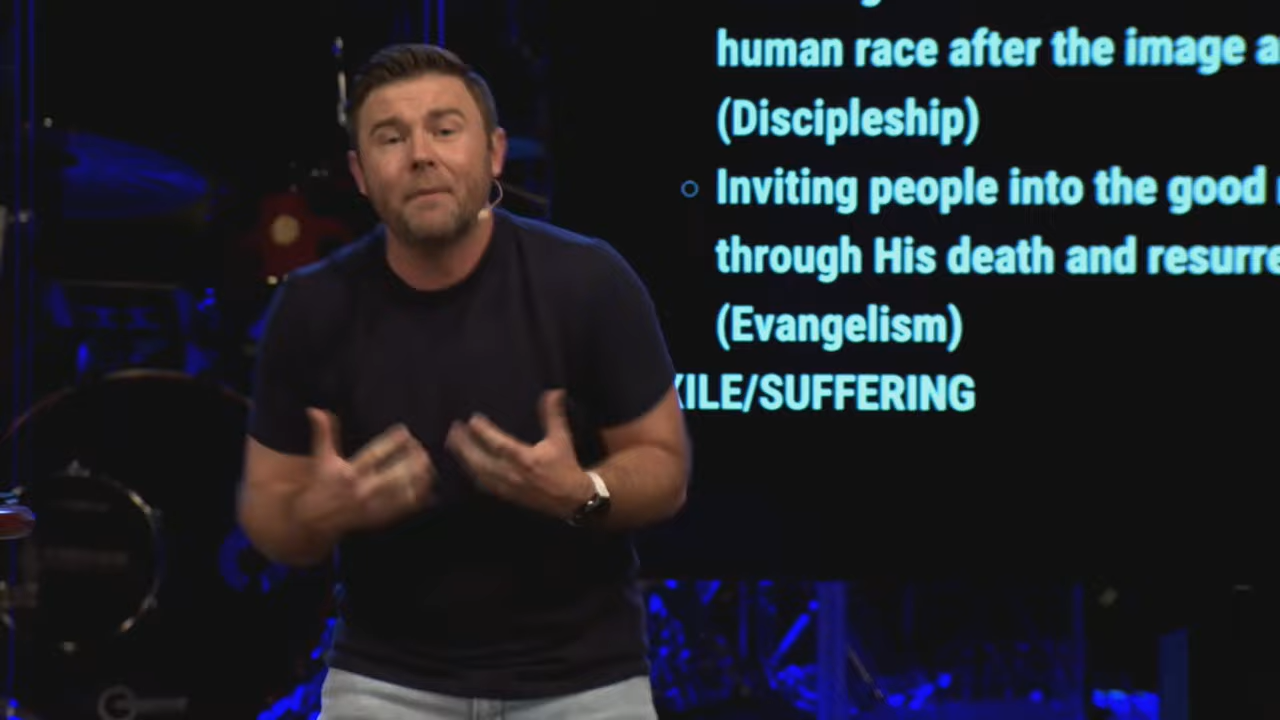 human race after the image a
(Discipleship)
Inviting people into the good
through His death and resurre
(Evangelism)
XILE/SUFFERING